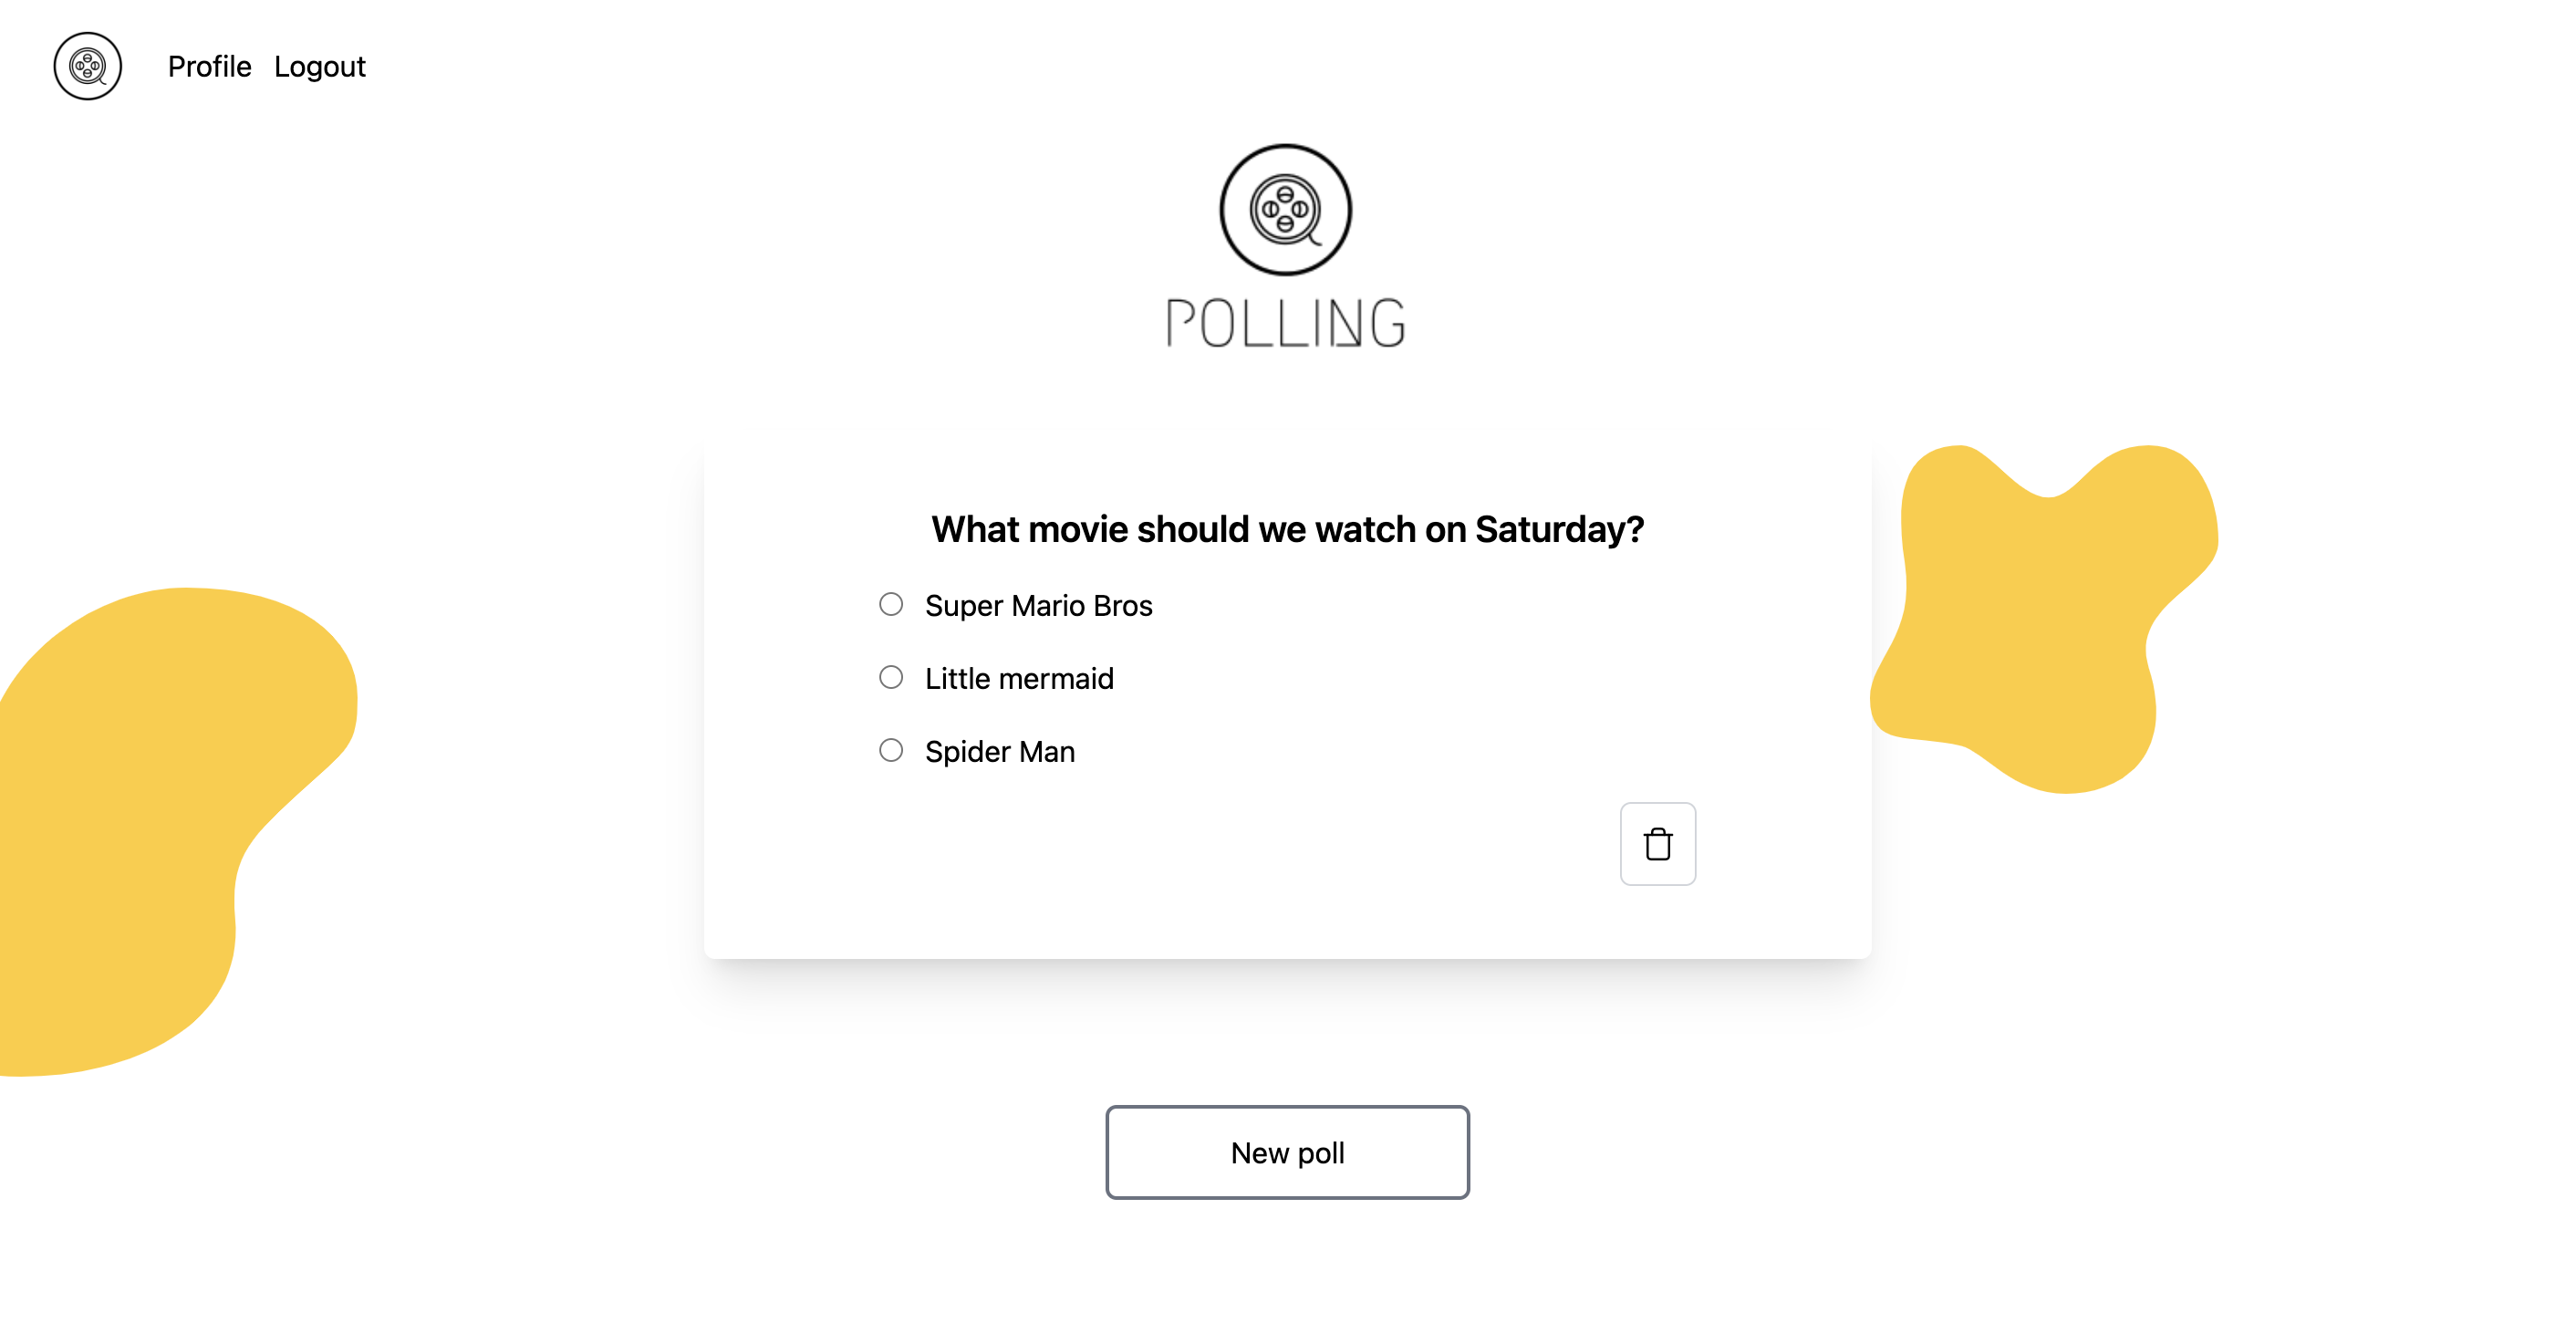 Profile Logout
POLLING
What movie should we watch on Saturday?
Super Mario Bros
Little mermaid
Spider Man
New poll